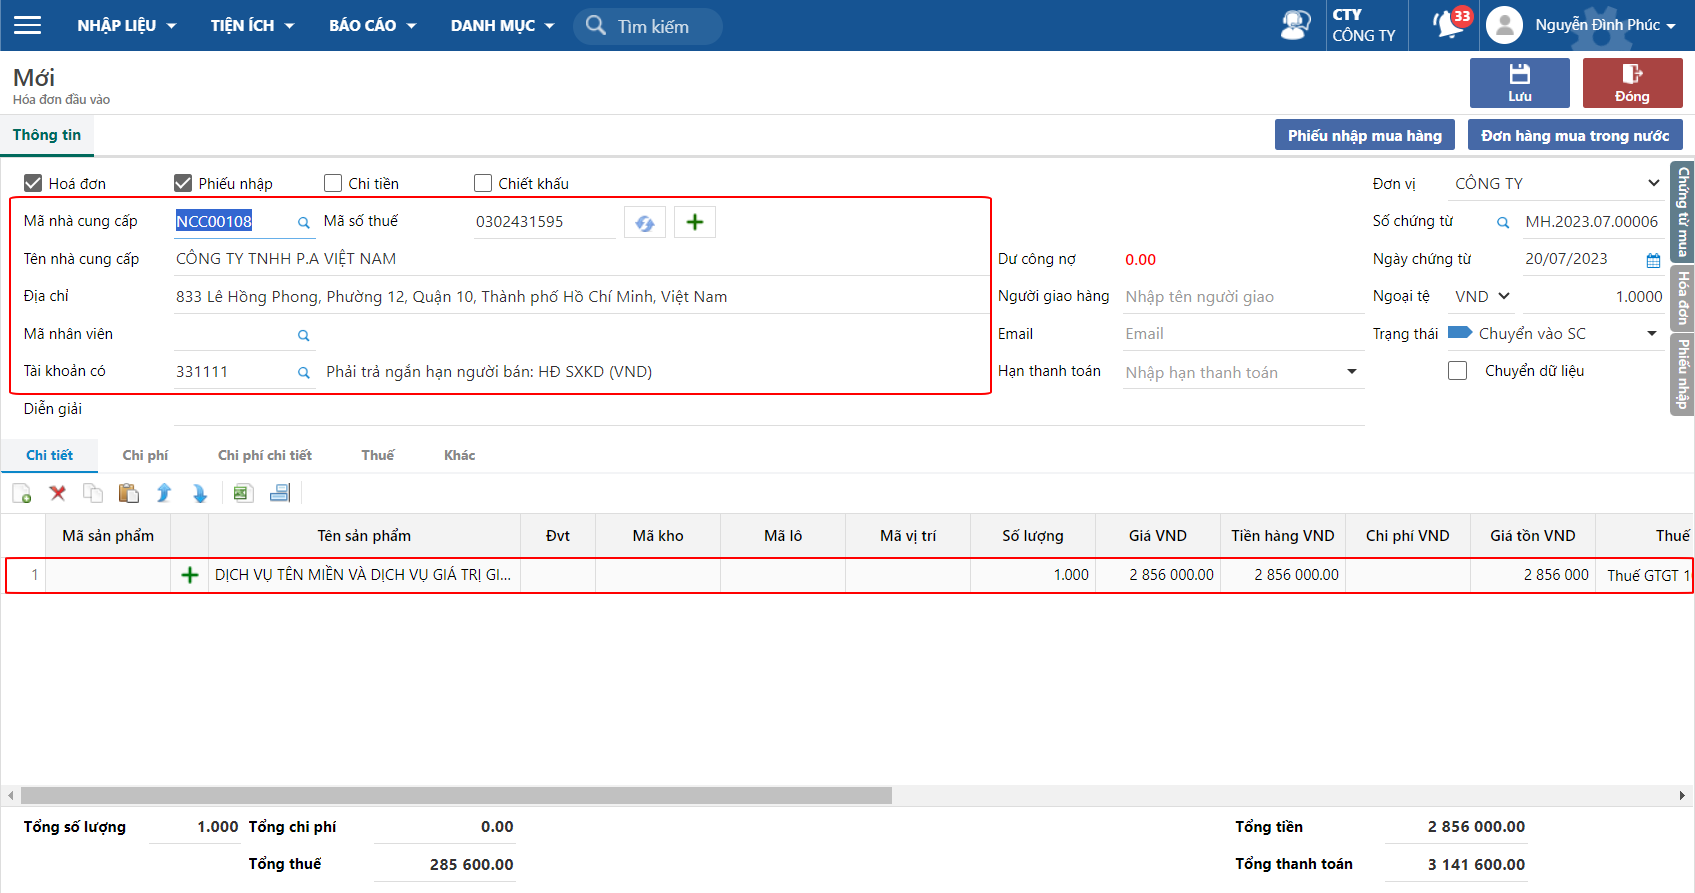 NHẬP LIỆU TIỆN ÍCH BÁO CÁO DANH MỤC Tìm kiếm CTY CÔNG TY 33 Nguyễn Đình Phúc
Mới
Hóa đơn đầu vào
Lưu Đóng
Thông tin Phiếu nhập mua hàng Đơn hàng mua trong nước
Hoá đơn Phiếu nhập Chi tiền Chiết khấu Đơn vị CÔNG TY
Mã nhà cung cấp NCC00108 Mã số thuế 0302431595 Số chứng từ MH.2023.07.00006
Tên nhà cung cấp CÔNG TY TNHH P.A VIỆT NAM Dư công nợ 0.00 Ngày chứng từ 20/07/2023
Địa chỉ 833 Lê Hồng Phong, Phường 12, Quận 10, Thành phố Hồ Chí Minh, Việt Nam Người giao hàng Nhập tên người giao Ngoại tệ VND 1.0000
Mã nhân viên Email Email Trạng thái Chuyển vào SC
Tài khoản có 331111 Phải trả ngắn hạn người bán: HĐ SXKD (VND) Hạn thanh toán Nhập hạn thanh toán Chuyển dữ liệu
Diễn giải
Chứng từ mua
Hóa đơn
Phiếu nhập
Chi tiết Chi phí Chi phí chi tiết Thuế Khác
Mã sản phẩm Tên sản phẩm Đvt Mã kho Mã lô Mã vị trí Số lượng Giá VND Tiền hàng VND Chi phí VND Giá tồn VND Thuế
1 DỊCH VỤ TÊN MIỀN VÀ DỊCH VỤ GIÁ TRỊ GI... 1.000 2 856 000.00 2 856 000.00 2 856 000 Thuế GTGT 1
Tổng số lượng 1.000 Tổng chi phí 0.00 Tổng tiền 2 856 000.00
Tổng thuế 285 600.00 Tổng thanh toán 3 141 600.00